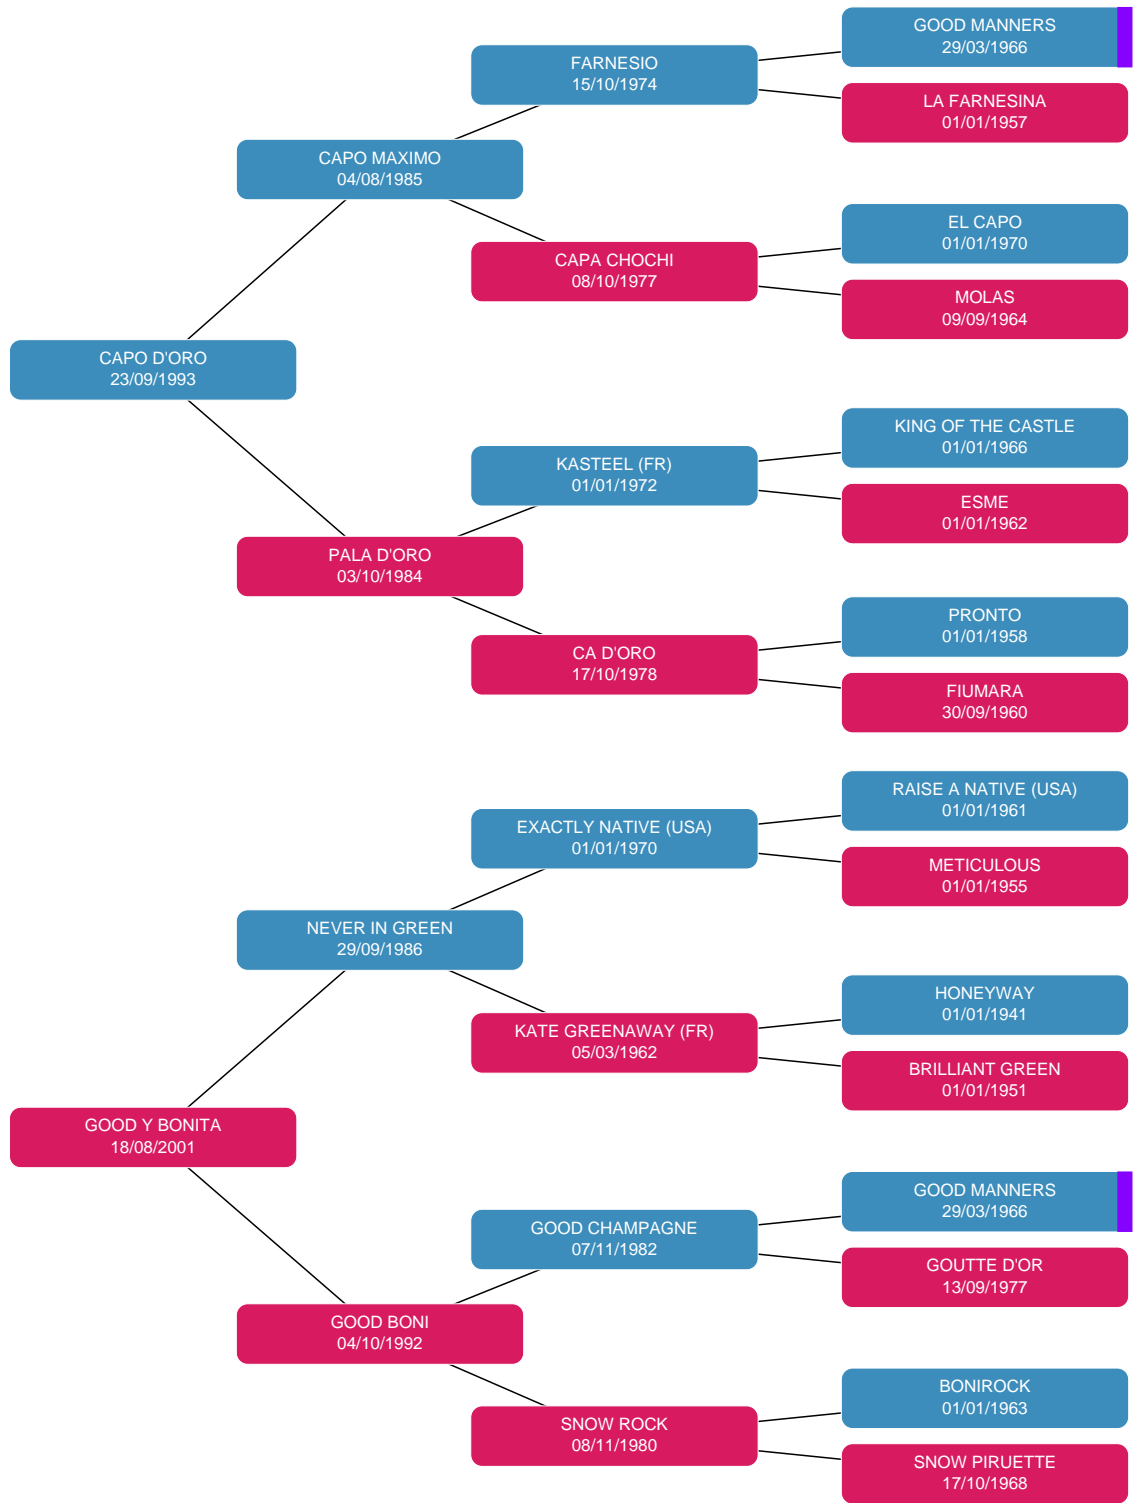 GOOD MANNERS
29/03/1966
FARNESIO
15/10/1974
LA FARNESINA
01/01/1957
CAPO MAXIMO
04/08/1985
EL CAPO
01/01/1970
CAPA CHOCHI
08/10/1977
MOLAS
09/09/1964
CAPO D'ORO
23/09/1993
KING OF THE CASTLE
01/01/1966
KASTEEL (FR)
01/01/1972
ESME
01/01/1962
PALA D'ORO
03/10/1984
PRONTO
01/01/1958
CA D'ORO
17/10/1978
FIUMARA
30/09/1960
RAISE A NATIVE (USA)
01/01/1961
EXACTLY NATIVE (USA)
01/01/1970
METICULOUS
01/01/1955
NEVER IN GREEN
29/09/1986
HONEYWAY
01/01/1941
KATE GREENAWAY (FR)
05/03/1962
BRILLIANT GREEN
01/01/1951
GOOD Y BONITA
18/08/2001
GOOD MANNERS
29/03/1966
GOOD CHAMPAGNE
07/11/1982
GOUTTE D'OR
13/09/1977
GOOD BONI
04/10/1992
BONIROCK
01/01/1963
SNOW ROCK
08/11/1980
SNOW PIRUETTE
17/10/1968